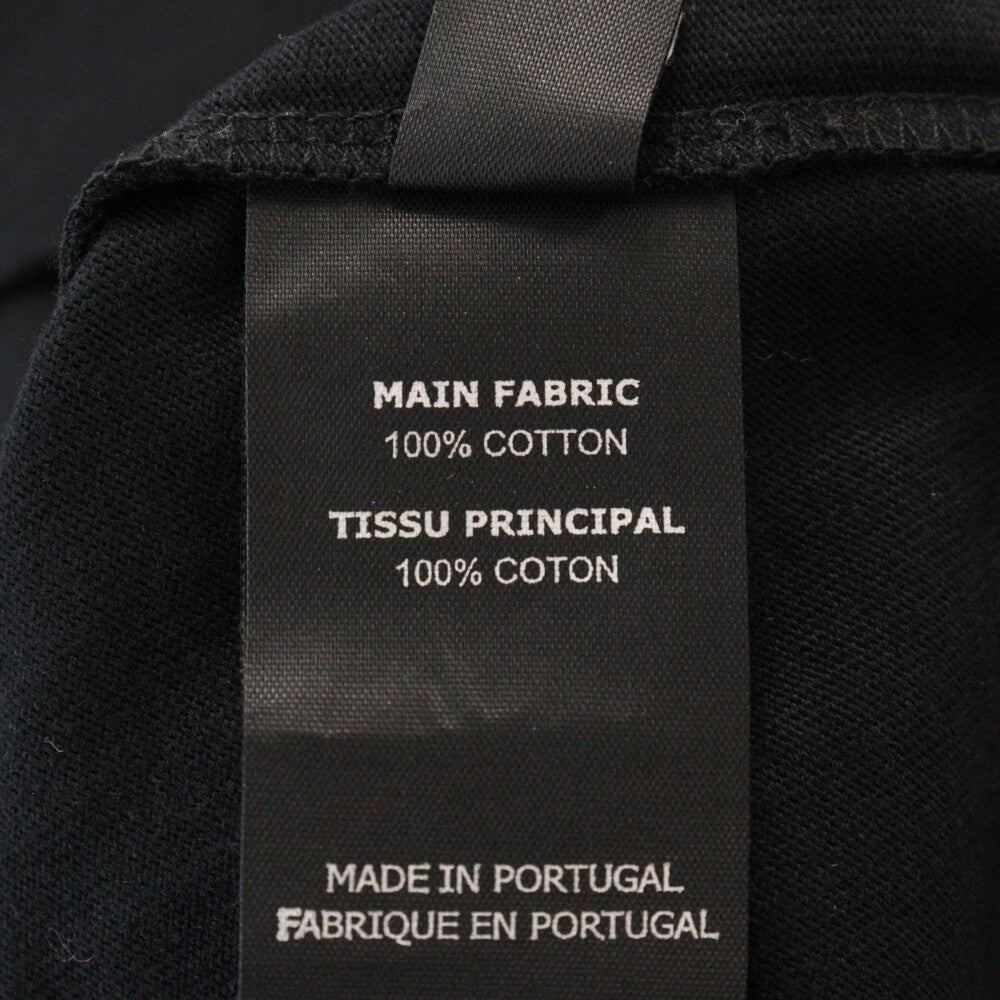 MAIN FABRIC
100% COTTON
TISSU PRINCIPAL
100% COTON
MADE IN PORTUGAL
FABRIQUE EN PORTUGAL